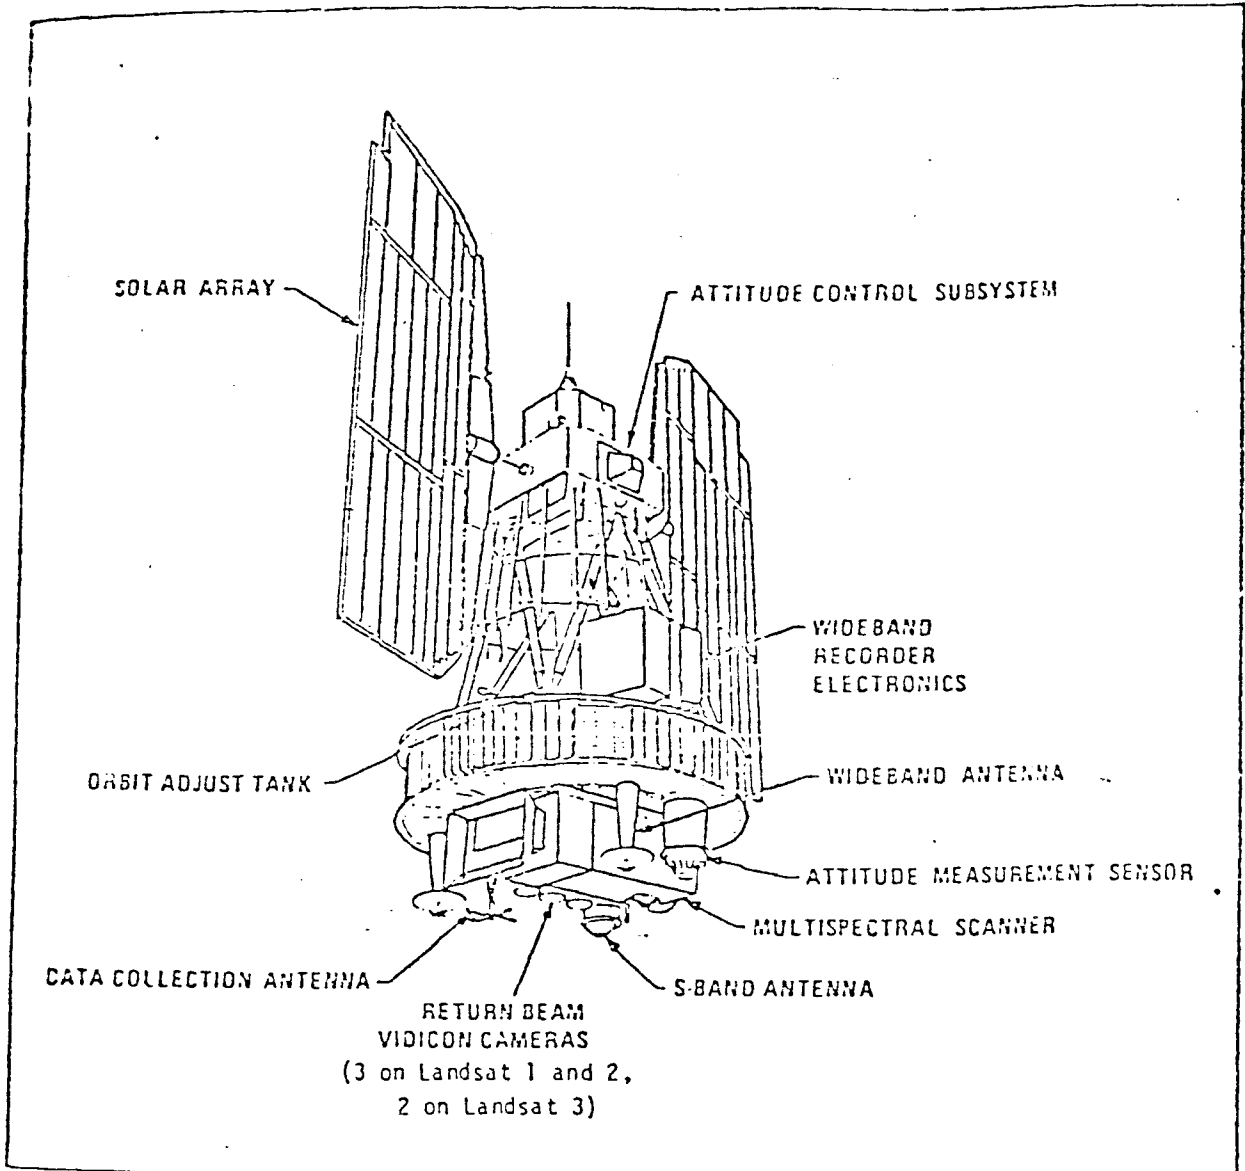 SOLAR ARRAY
ATTITUDE CONTROL SUBSYSTEM
WIDEBAND
RECORDER
ELECTRONICS
ORBIT ADJUST TANK
WIDEBAND ANTENNA
ATTITUDE MEASUREMENT SENSOR
MULTISPECTRAL SCANNER
DATA COLLECTION ANTENNA
S-BAND ANTENNA
RETURN BEAM
VIDICON CAMERAS
(3 on Landsat 1 and 2,
2 on Landsat 3)